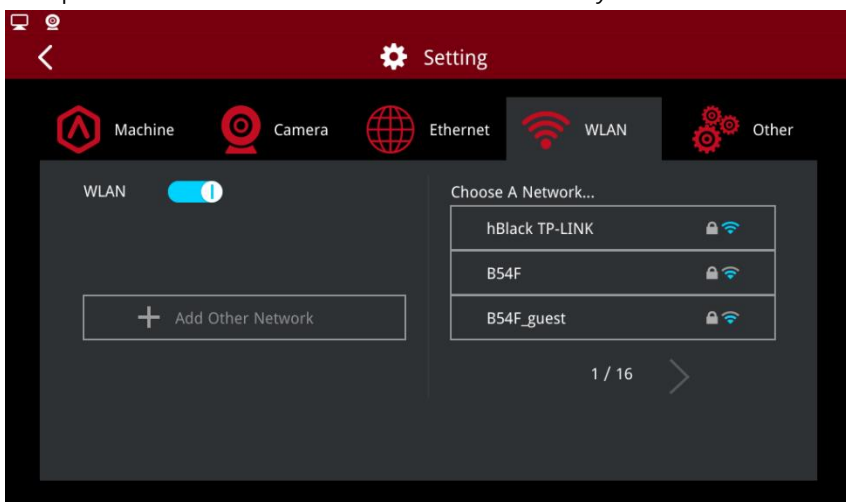 Setting
Machine Camera Ethernet WLAN Other
WLAN
Choose A Network...
hBlack TP-LINK
B54F
Add Other Network
B54F_guest
1 / 16